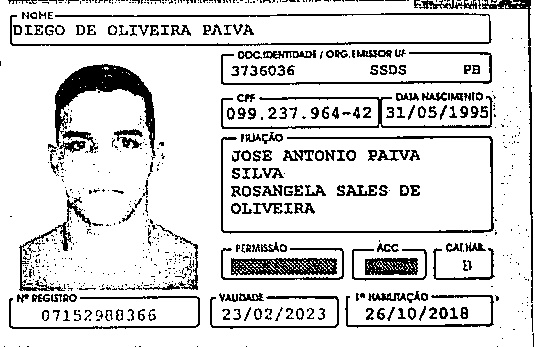 NOME
DIEGO DE OLIVEIRA PAIVA
DOC. IDENTIDADE / ORG. EMISSOR UF
3736036 SSDS PB
CPF DATA NASCIMENTO
099.237.964-42 31/05/1995
FILIAÇÃO
JOSE ANTONIO PAIVA
SILVA
ROSANGELA SALES DE
OLIVEIRA
PERMISSÃO ACC CAT. HAB.
Nº REGISTRO VALIDADE 1ª HABILITAÇÃO
07152988366 23/02/2023 26/10/2018